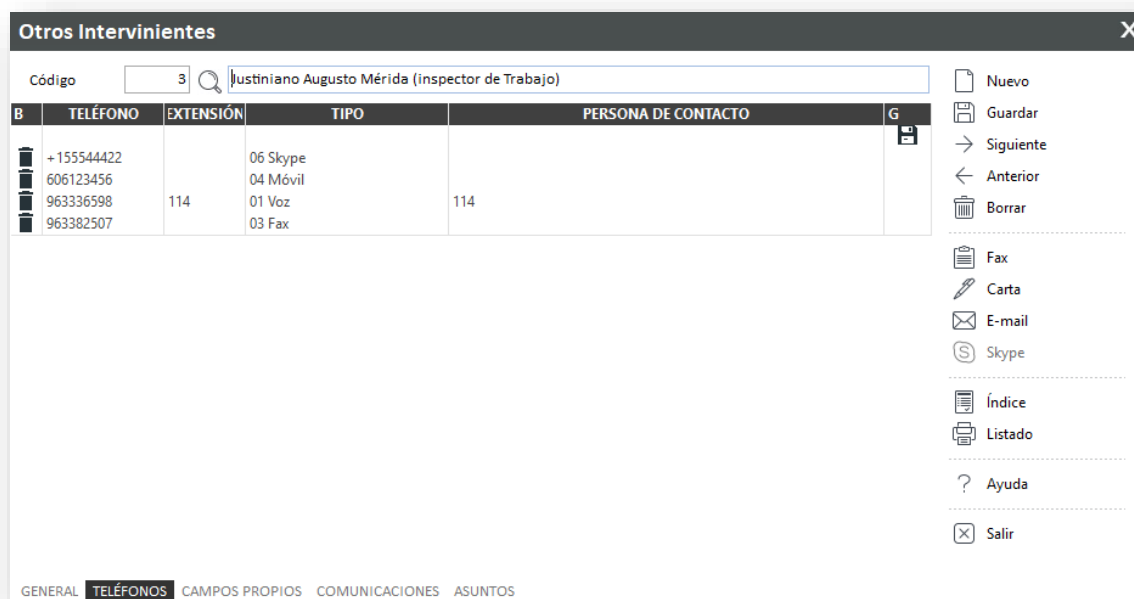 Otros Intervinientes X
Código 3 Justiniano Augusto Mérida (inspector de Trabajo)
B TELÉFONO EXTENSIÓN TIPO PERSONA DE CONTACTO G
+155544422 06 Skype
606123456 04 Móvil
963336598 114 01 Voz 114
963382507 03 Fax
Nuevo
Guardar
Siguiente
Anterior
Borrar
Fax
Carta
E-mail
Skype
Índice
Listado
Ayuda
Salir
GENERAL TELÉFONOS CAMPOS PROPIOS COMUNICACIONES ASUNTOS